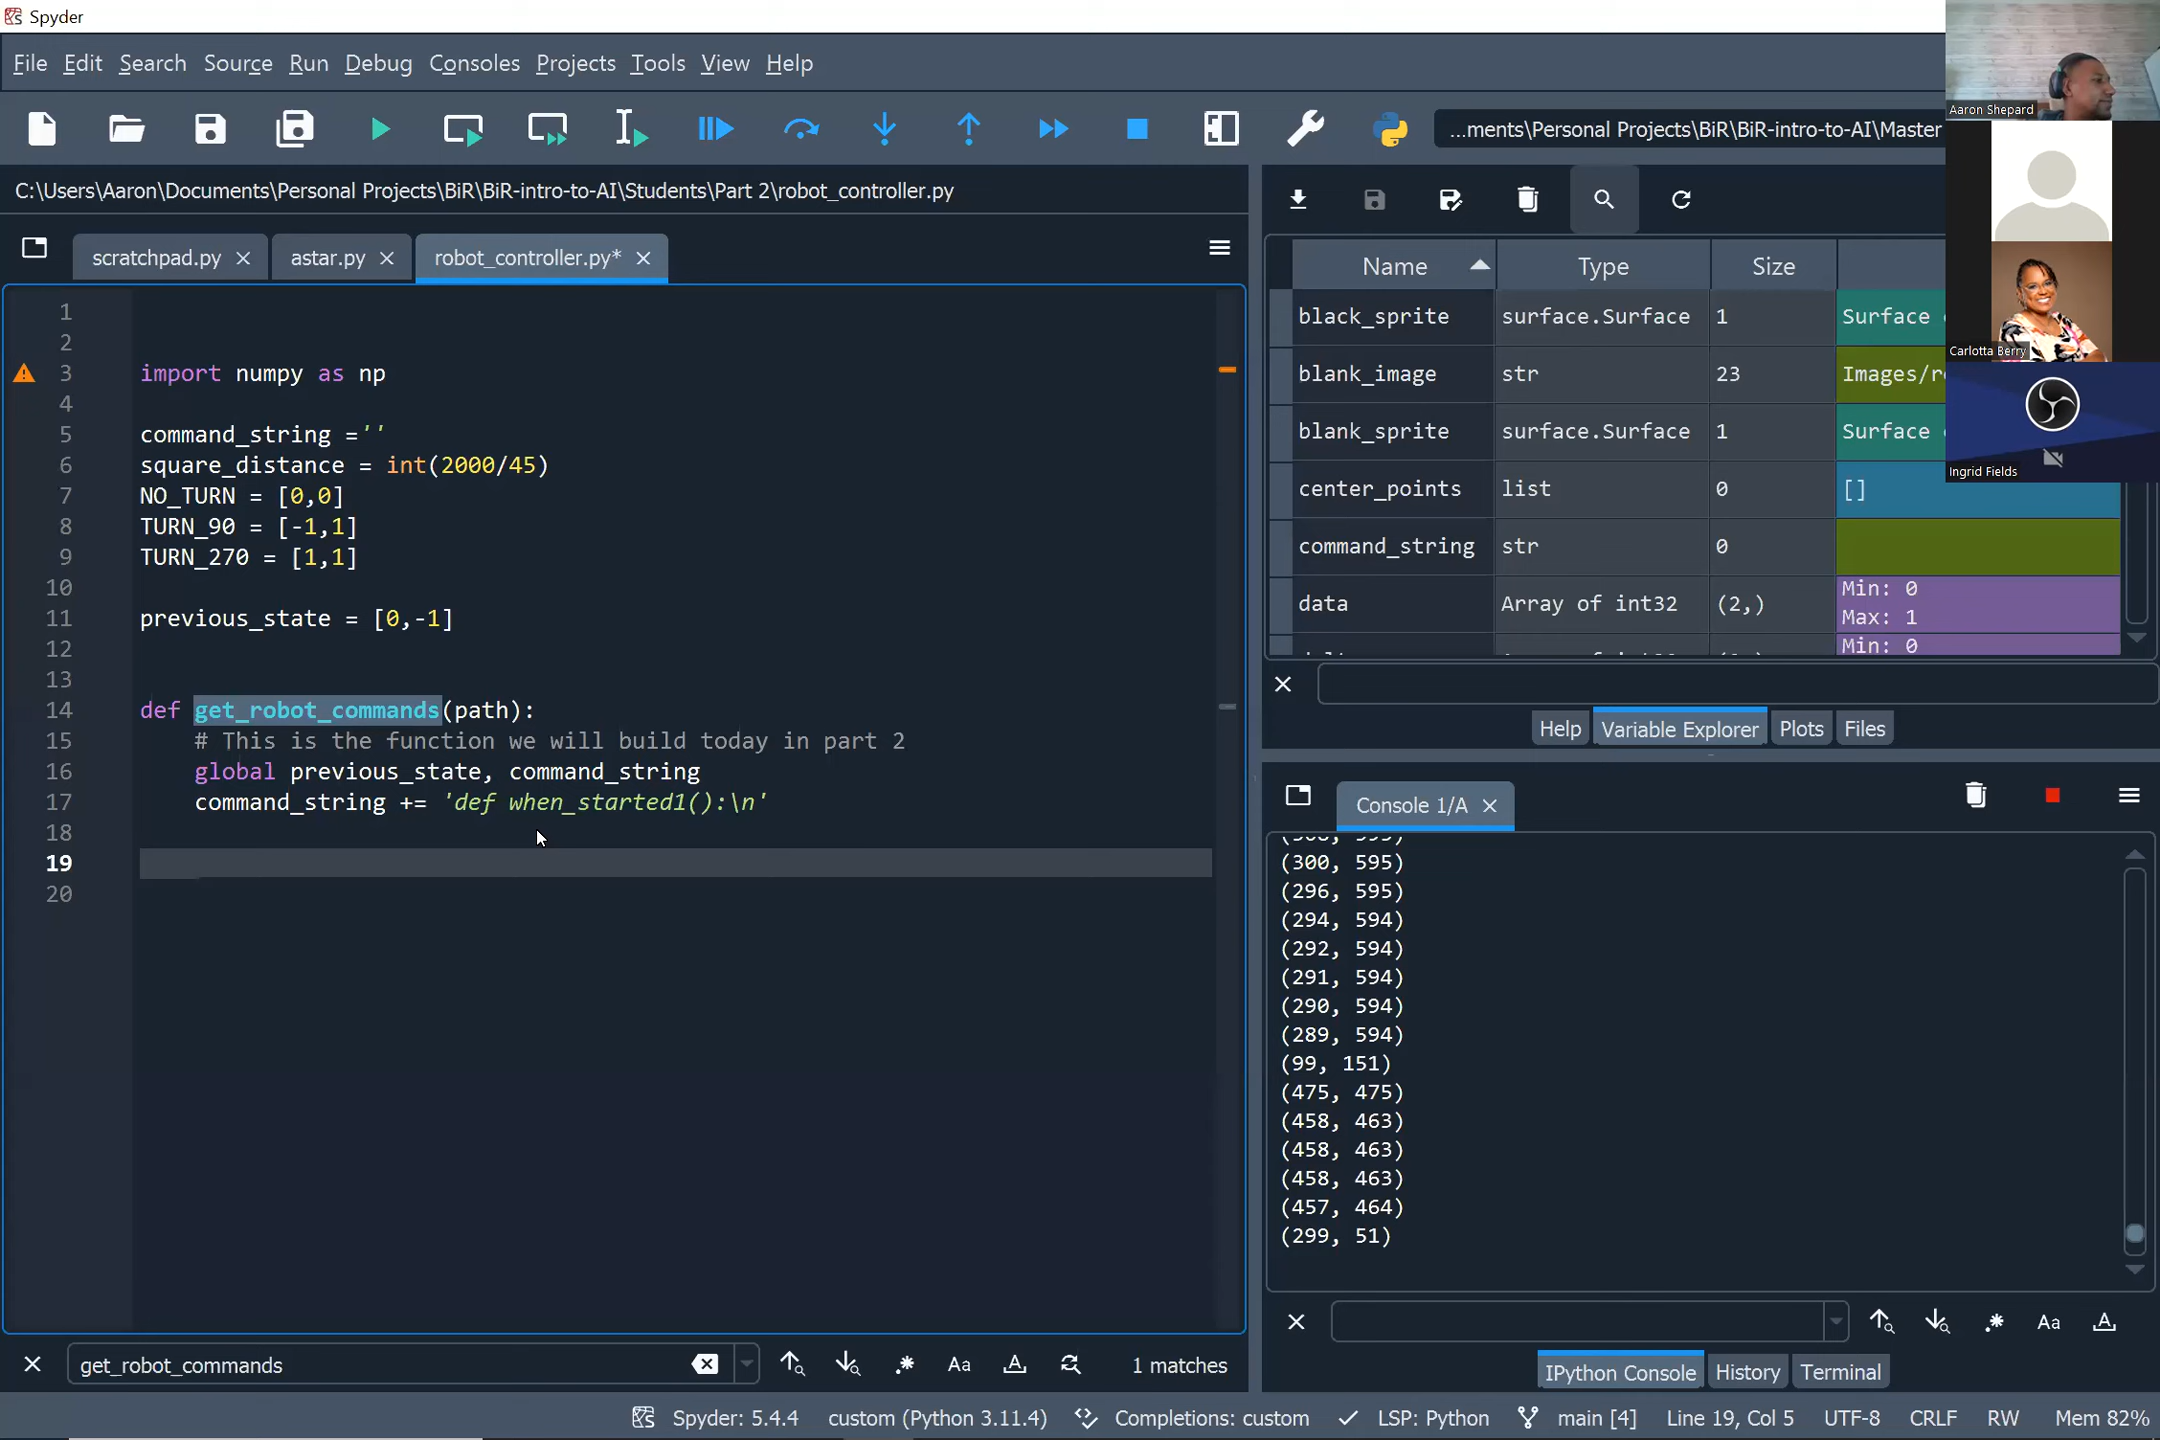 Spyder
File Edit Search Source Run Debug Consoles Projects Tools View Help
...ments\Personal Projects\BiR\BiR-intro-to-AI\Master
C:\Users\Aaron\Documents\Personal Projects\BiR\BiR-intro-to-AI\Students\Part 2\robot_controller.py
scratchpad.py astar.py robot_controller.py*
1
2
3 import numpy as np
4
5 command_string =''
6 square_distance = int(2000/45)
7 NO_TURN = [0,0]
8 TURN_90 = [-1,1]
9 TURN_270 = [1,1]
10
11 previous_state = [0,-1]
12
13
14 def get_robot_commands(path):
15 # This is the function we will build today in part 2
16 global previous_state, command_string
17 command_string += 'def when_started1():\n'
18
19
20
get_robot_commands Aa 1 matches
Name Type Size
black_sprite surface.Surface 1 Surface
blank_image str 23 Images/r
blank_sprite surface.Surface 1 Surface
center_points list 0 []
command_string str 0
data Array of int32 (2,) Min: 0
Max: 1
Min: 0
Help Variable Explorer Plots Files
Console 1/A
(300, 595)
(296, 595)
(294, 594)
(292, 594)
(291, 594)
(290, 594)
(289, 594)
(99, 151)
(475, 475)
(458, 463)
(458, 463)
(458, 463)
(457, 464)
(299, 51)
Aa
IPython Console History Terminal
Aaron Shepard
Carlotta Berry
Ingrid Fields
Spyder: 5.4.4 custom (Python 3.11.4) Completions: custom LSP: Python main [4] Line 19, Col 5 UTF-8 CRLF RW Mem 82%